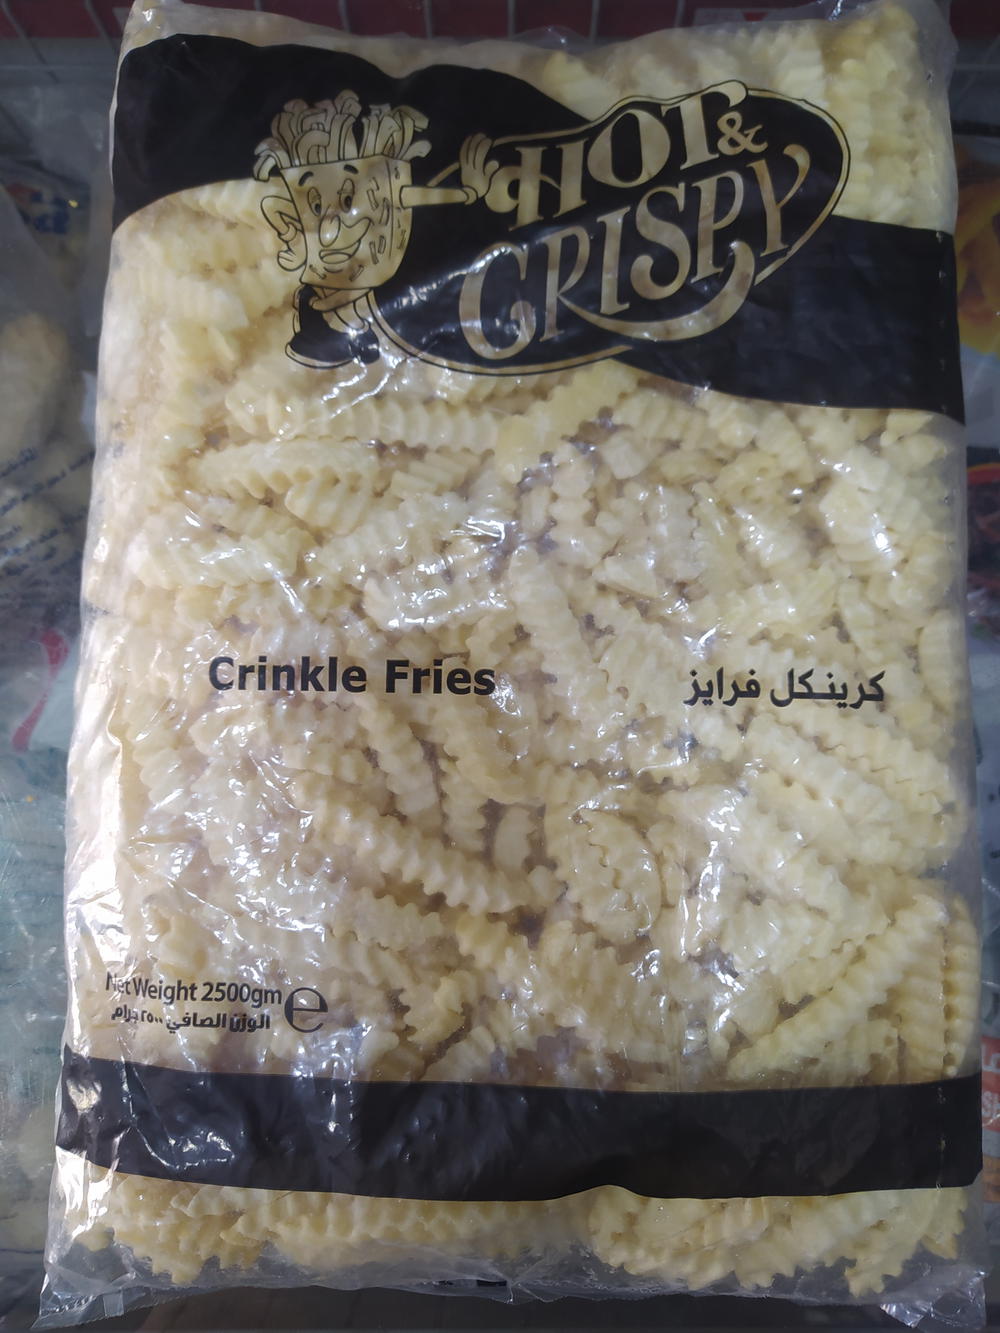 HOT &
CRISPY
Crinkle Fries
كرينكل فرايز
Net Weight 2500gm e
الوزن الصافي ٢٥٠٠ جرام